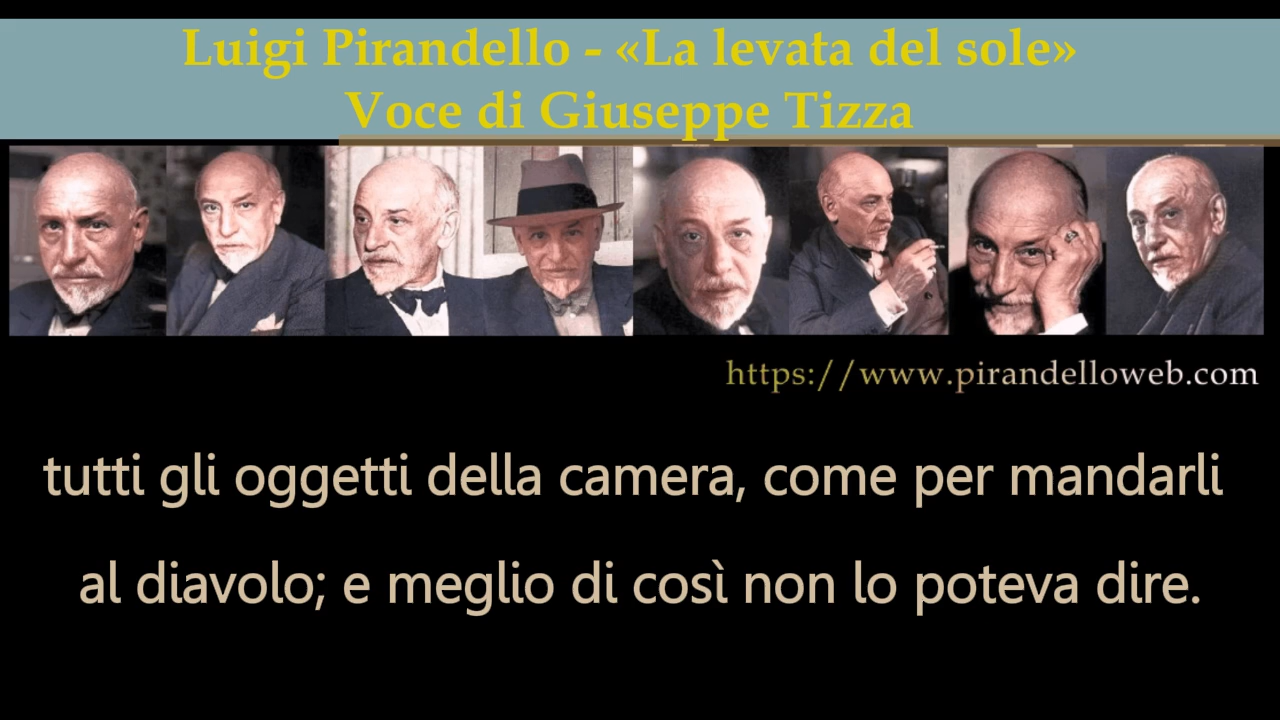 Luigi Pirandello - «La levata del sole»
Voce di Giuseppe Tizza
https://www.pirandelloweb.com
tutti gli oggetti della camera, come per mandarli
al diavolo; e meglio di così non lo poteva dire.